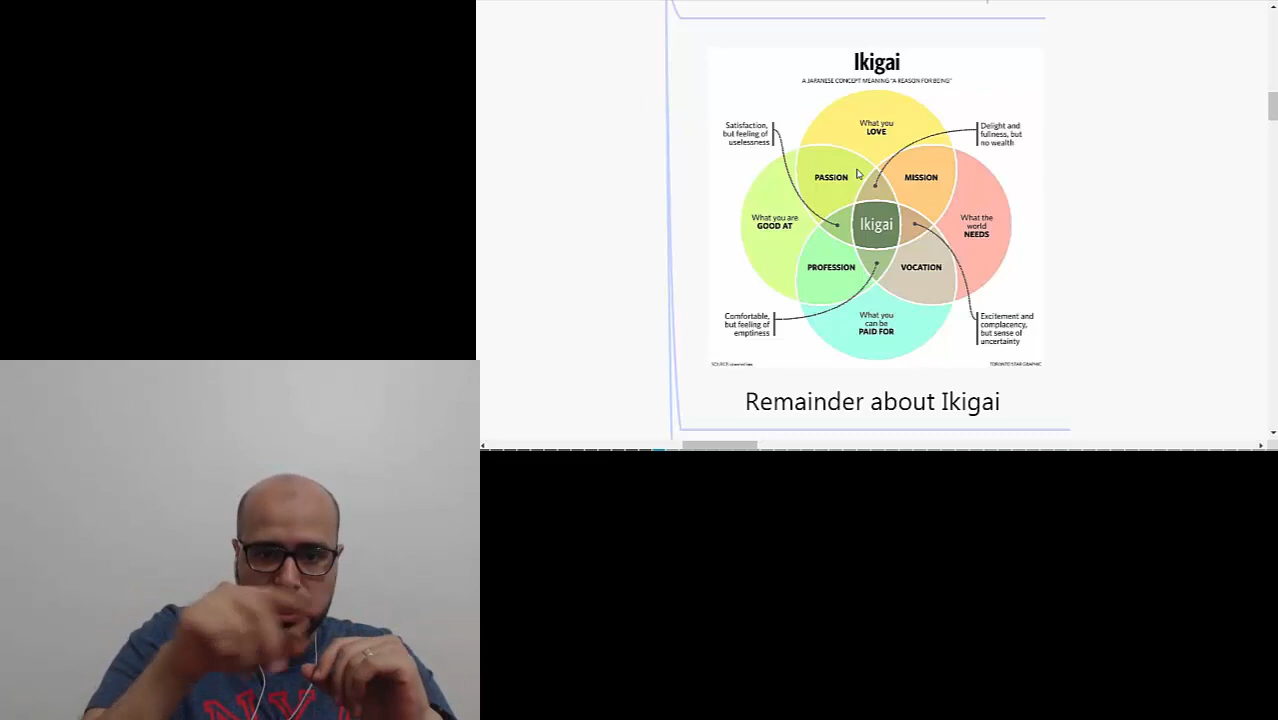 Ikigai
A JAPANESE CONCEPT MEANING "A REASON FOR BEING"
Satisfaction,
but feeling of
uselessness
What you
LOVE
Delight and
fullness, but
no wealth
PASSION
MISSION
What you are
GOOD AT
Ikigai
What the
world
NEEDS
PROFESSION
VOCATION
Comfortable,
but feeling of
emptiness
What you
can be
PAID FOR
Excitement and
complacency,
but sense of
uncertainty
SOURCE:
TORONTO STAR GRAPHIC
Remainder about Ikigai